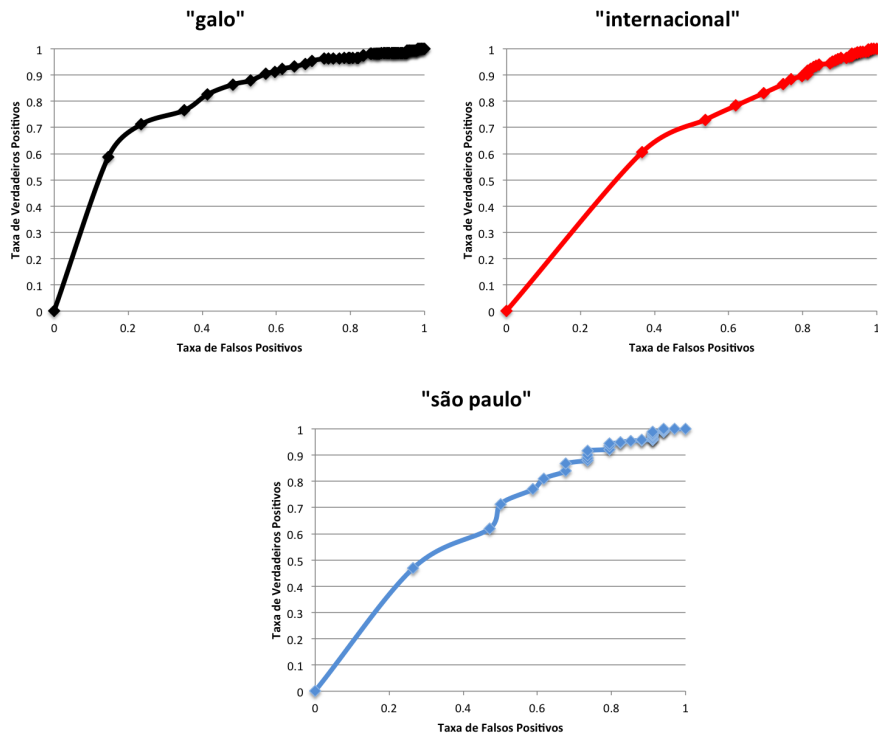 "galo"
1
0.9
0.8
0.7
0.6
0.5
0.4
0.3
0.2
0.1
0
0 0.2 0.4 0.6 0.8 1
Taxa de Verdadeiros Positivos
Taxa de Falsos Positivos
"internacional"
1
0.9
0.8
0.7
0.6
0.5
0.4
0.3
0.2
0.1
0
0 0.2 0.4 0.6 0.8 1
Taxa de Verdadeiros Positivos
Taxa de Falsos Positivos
"são paulo"
1
0.9
0.8
0.7
0.6
0.5
0.4
0.3
0.2
0.1
0
0 0.2 0.4 0.6 0.8 1
Taxa de Verdadeiros Positivos
Taxa de Falsos Positivos